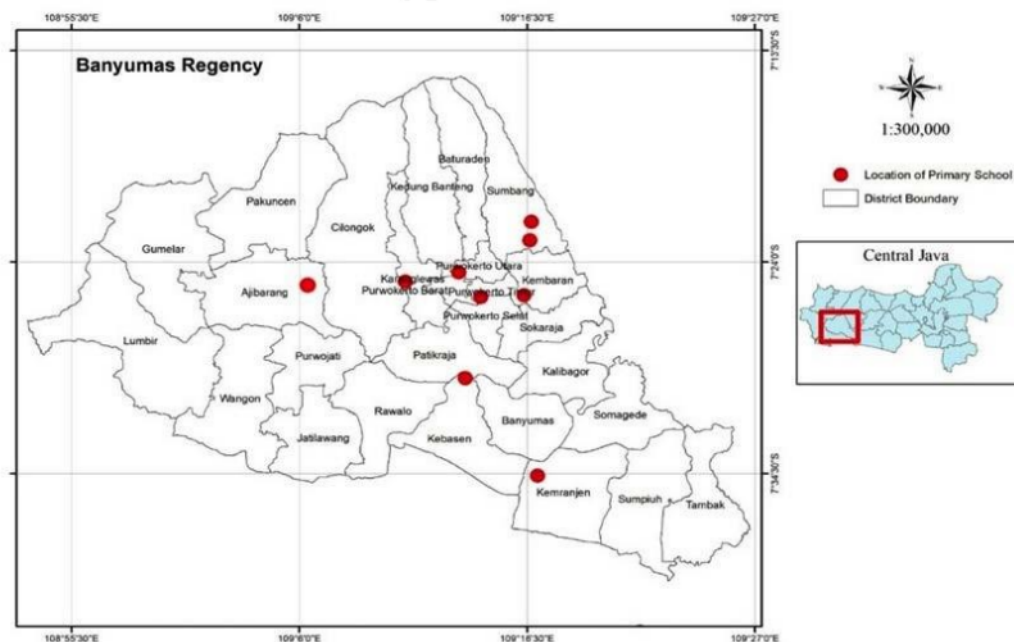 108°55'30"E 109°6'0"E 109°16'30"E 109°27'0"E
Banyumas Regency
7°13'30"S
1:300,000
Location of Primary School
District Boundary
Baturaden
Kedung Banteng
Sumbang
Pakuncen
Cilongok
Gumelar
Central Java
7°24'0"S
Purwokerto Utara
Kembaran
Purwokerto Barat
Ajibarang
Sokaraja
Lumbir
Purwojati
Patikraja
Kalibagor
Wangon
Rawalo
Somagede
Banyumas
Jatilawang
Kebasen
7°34'30"S
Kemranjen
Sumpiuh
Tambak
108°55'30"E 109°6'0"E 109°16'30"E 109°27'0"E